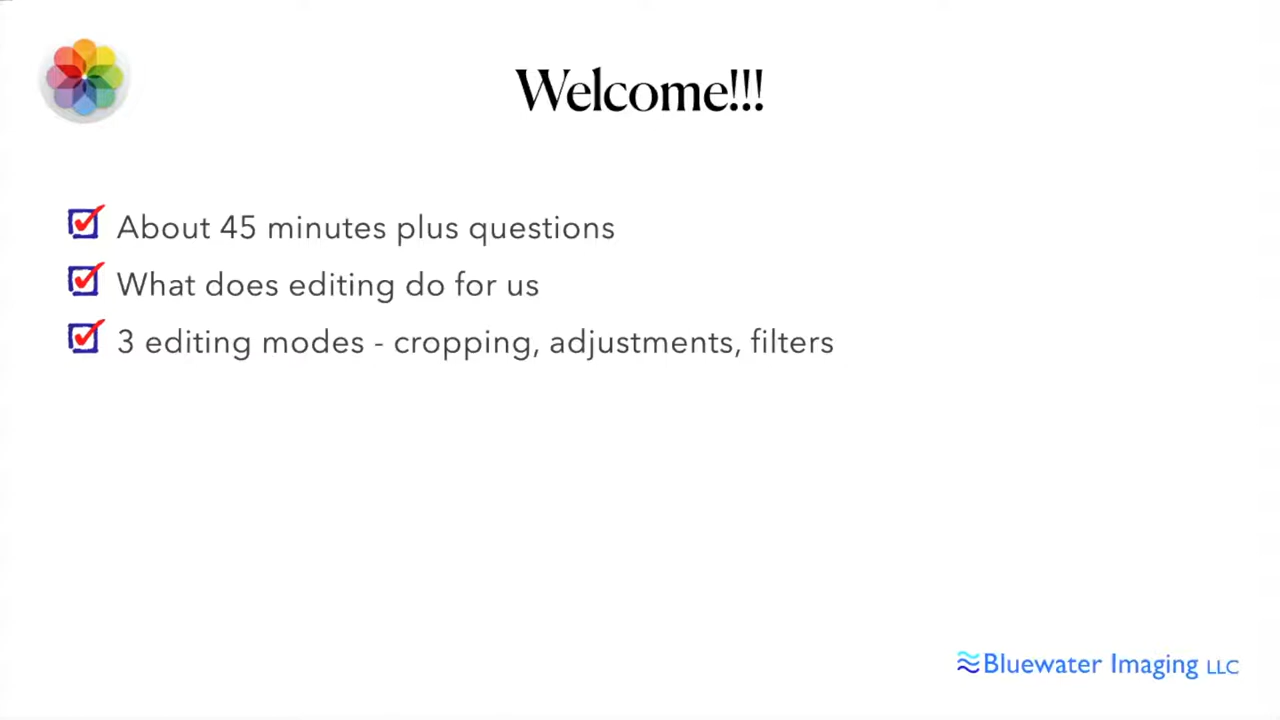 Welcome!!!
About 45 minutes plus questions
What does editing do for us
3 editing modes - cropping, adjustments, filters
Bluewater Imaging LLC